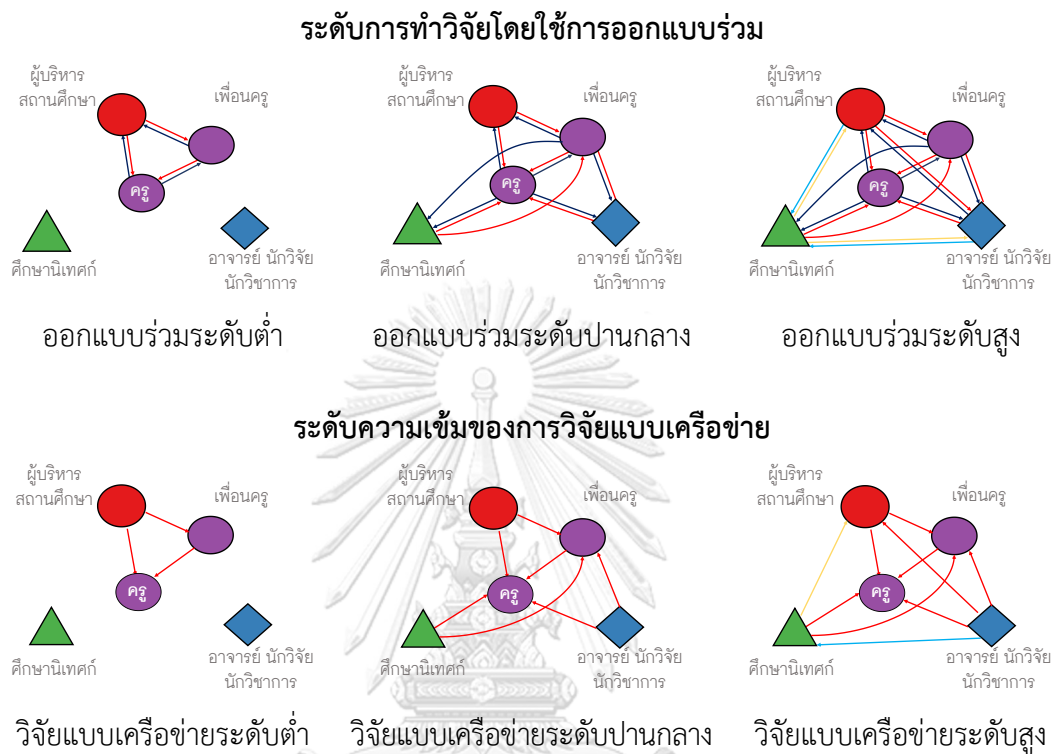 ระดับการทำวิจัยโดยใช้การออกแบบร่วม
ผู้บริหาร
สถานศึกษา
เพื่อนครู
ครู
ศึกษานิเทศก์
อาจารย์ นักวิจัย
นักวิชาการ
ออกแบบร่วมระดับต่ำ
ผู้บริหาร
สถานศึกษา
เพื่อนครู
ครู
ศึกษานิเทศก์
อาจารย์ นักวิจัย
นักวิชาการ
ออกแบบร่วมระดับปานกลาง
ผู้บริหาร
สถานศึกษา
เพื่อนครู
ครู
ศึกษานิเทศก์
อาจารย์ นักวิจัย
นักวิชาการ
ออกแบบร่วมระดับสูง
ระดับความเข้มของการวิจัยแบบเครือข่าย
ผู้บริหาร
สถานศึกษา
เพื่อนครู
ครู
ศึกษานิเทศก์
อาจารย์ นักวิจัย
นักวิชาการ
วิจัยแบบเครือข่ายระดับต่ำ
ผู้บริหาร
สถานศึกษา
เพื่อนครู
ครู
ศึกษานิเทศก์
อาจารย์ นักวิจัย
นักวิชาการ
วิจัยแบบเครือข่ายระดับปานกลาง
ผู้บริหาร
สถานศึกษา
เพื่อนครู
ครู
ศึกษานิเทศก์
อาจารย์ นักวิจัย
นักวิชาการ
วิจัยแบบเครือข่ายระดับสูง